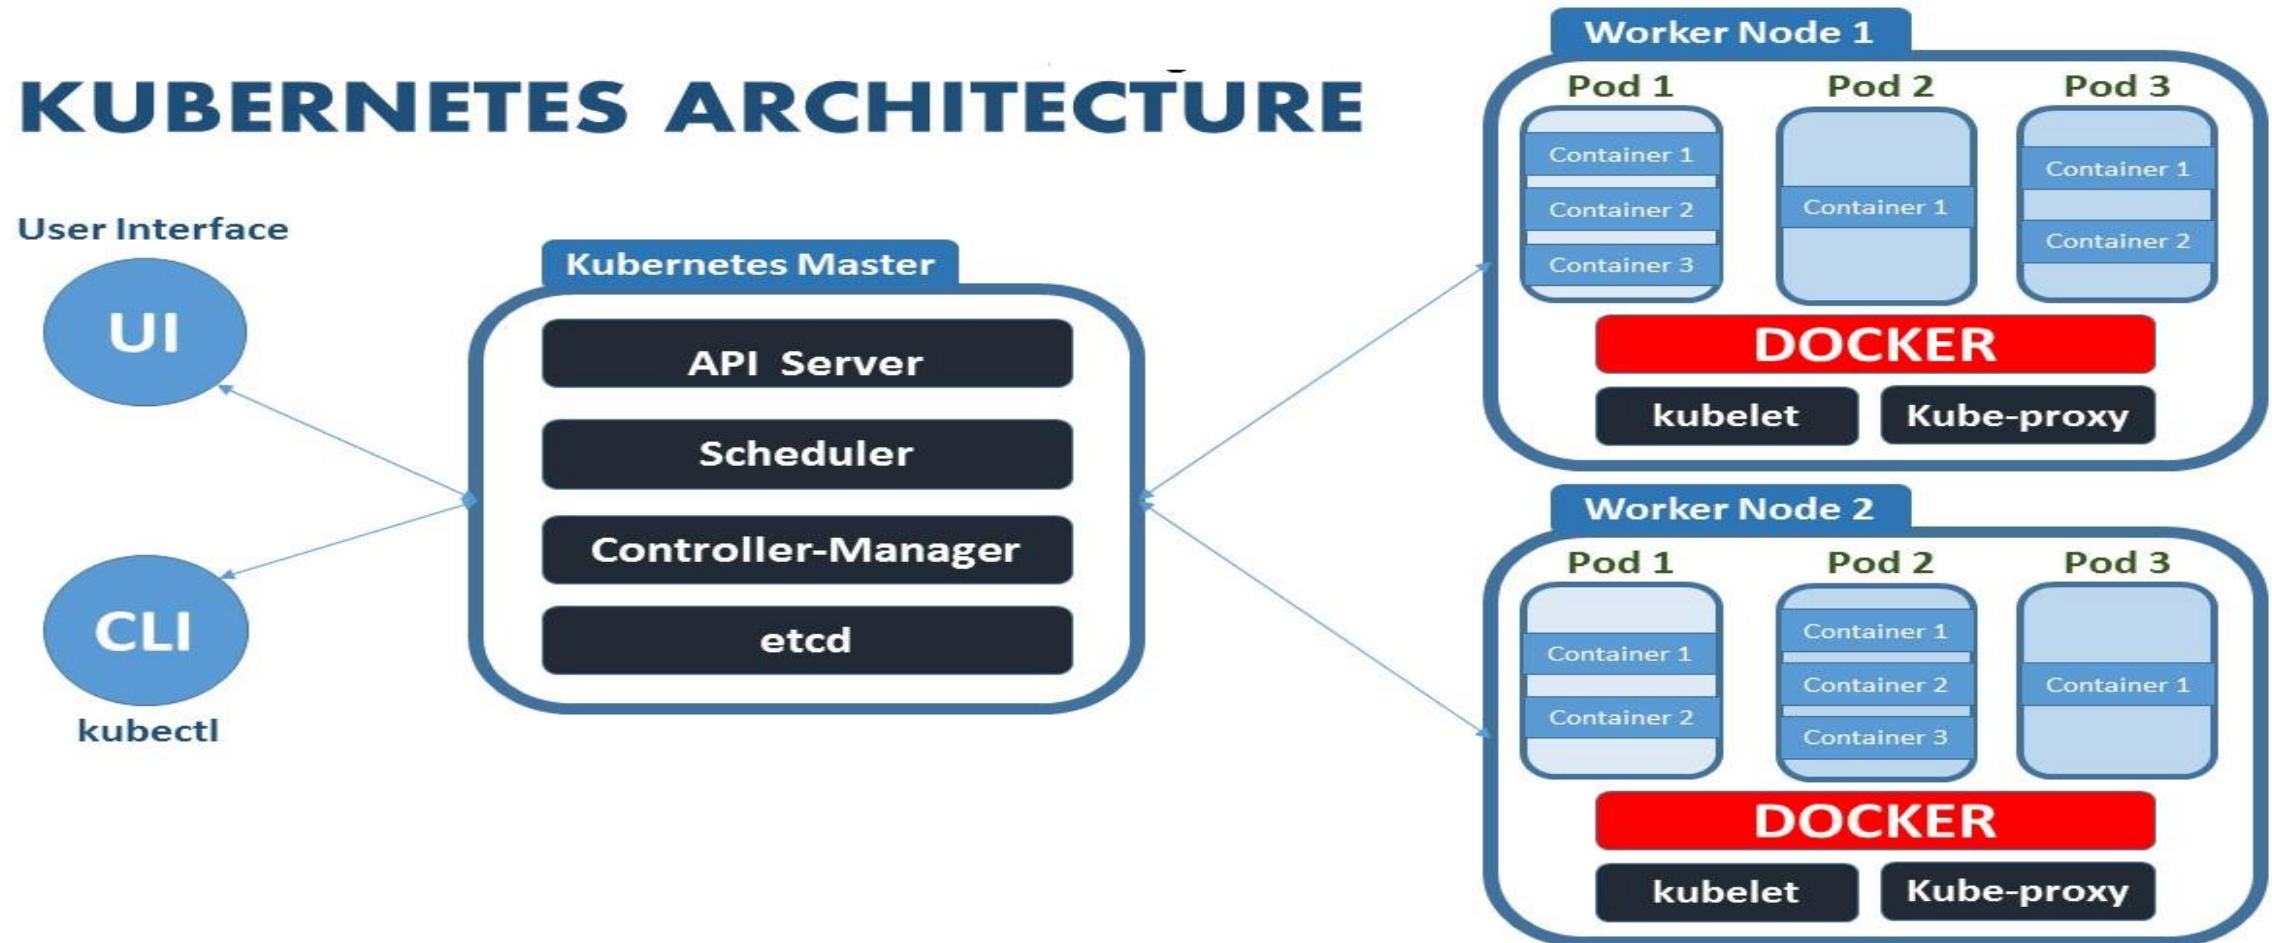 KUBERNETES ARCHITECTURE
User Interface
UI
CLI
kubectl
Kubernetes Master
API Server
Scheduler
Controller-Manager
etcd
Worker Node 1
Pod 1
Container 1
Container 2
Container 3
Pod 2
Container 1
Pod 3
Container 1
Container 2
DOCKER
kubelet
Kube-proxy
Worker Node 2
Pod 1
Container 1
Container 2
Pod 2
Container 1
Container 2
Container 3
Pod 3
Container 1
DOCKER
kubelet
Kube-proxy